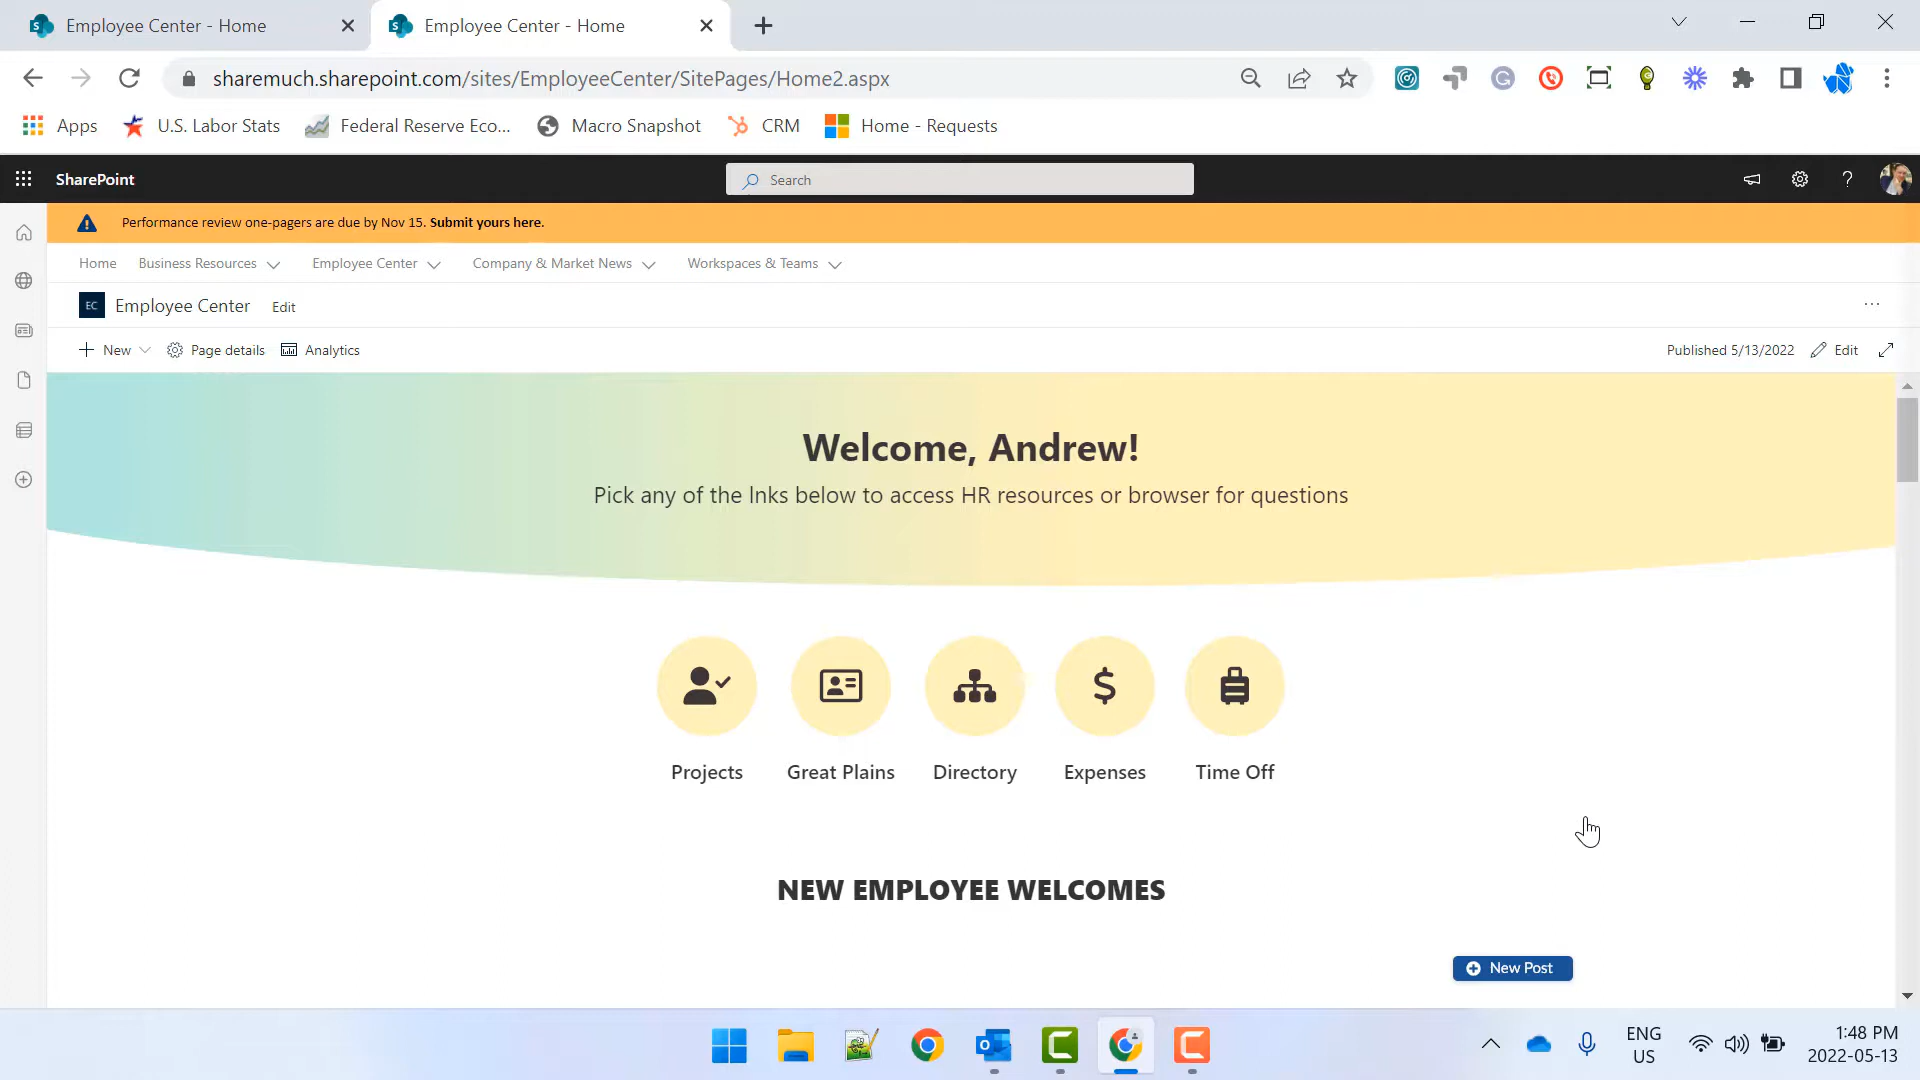 Employee Center - Home
Employee Center - Home
sharemuch.sharepoint.com/sites/EmployeeCenter/SitePages/Home2.aspx
Apps
U.S. Labor Stats
Federal Reserve Eco...
Macro Snapshot
CRM
Home - Requests
SharePoint
Search
Performance review one-pagers are due by Nov 15. Submit yours here.
Home
Business Resources
Employee Center
Company & Market News
Workspaces & Teams
EC
Employee Center
Edit
New
Page details
Analytics
Published 5/13/2022
Edit
Welcome, Andrew!
Pick any of the lnks below to access HR resources or browser for questions
Projects
Great Plains
Directory
Expenses
Time Off
NEW EMPLOYEE WELCOMES
New Post
ENG
US
1:48 PM
2022-05-13